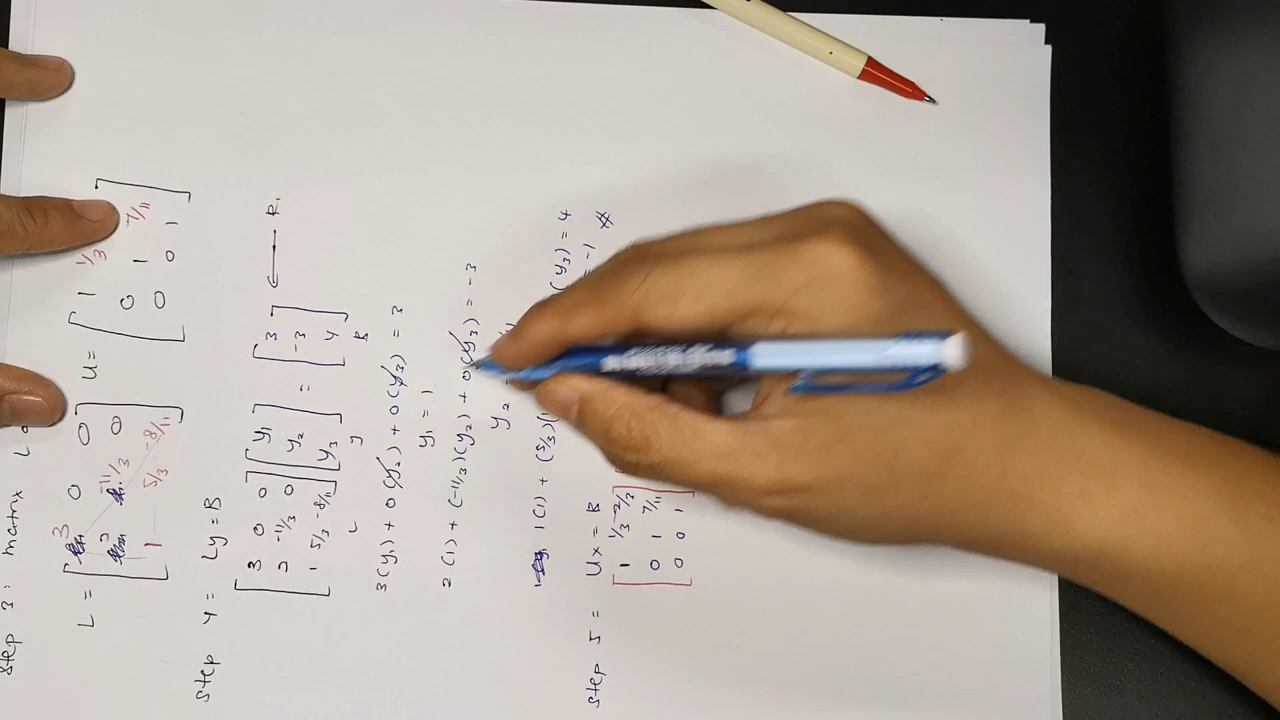 Step 3: matrix
L = [ 3 0 0 U= [ 1 1/3
2 -11/3 0 0 1 7/11 ]
1 5/3 -8/11 ] 0 0 1 ]
Step 4 = Ly=B
[ 3 0 0 ] [ y1 ] = [ 3 ] ← R1
2 -11/3 0 y2 -3
1 5/3 -8/11 ] y3 ] 4 ]
L y B
3(y1) + 0(y2) + 0(y3) = 3
y1 = 1
2(1) + (-11/3)(y2) + 0(y3) = -3
y2
1(1) + (5/3)( (y3) = 4
= -1 #
Step 5 = Ux = B
[ 1 1/3 -2/3
0 1 7/11
0 0 1 ]